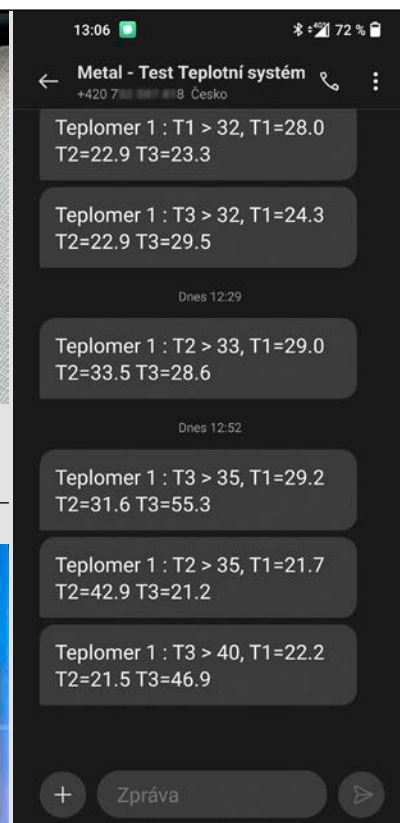 13:06 72 %
Metal - Test Teplotní systém
+420 7 8 Česko
Teplomer 1 : T1 > 32, T1=28.0
T2=22.9 T3=23.3
Teplomer 1 : T3 > 32, T1=24.3
T2=22.9 T3=29.5
Dnes 12:29
Teplomer 1 : T2 > 33, T1=29.0
T2=33.5 T3=28.6
Dnes 12:52
Teplomer 1 : T3 > 35, T1=29.2
T2=31.6 T3=55.3
Teplomer 1 : T2 > 35, T1=21.7
T2=42.9 T3=21.2
Teplomer 1 : T3 > 40, T1=22.2
T2=21.5 T3=46.9
Zpráva